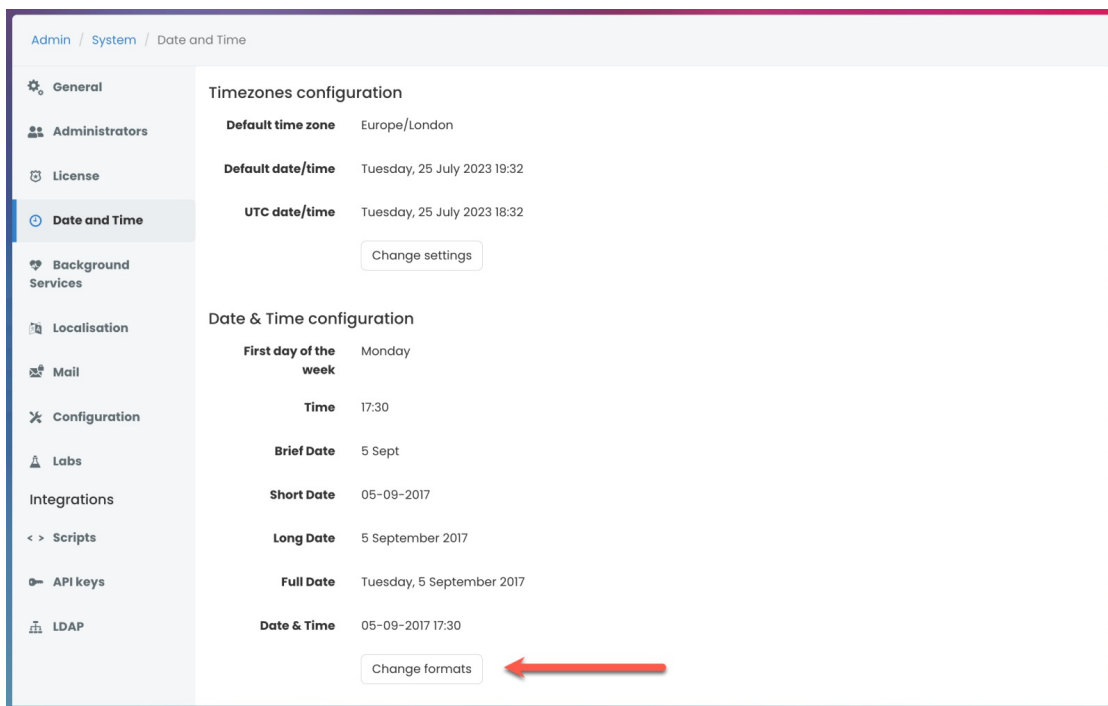 Admin / System / Date and Time
General
Administrators
License
Date and Time
Background
Services
Localisation
Mail
Configuration
Labs
Integrations
Scripts
API keys
LDAP
Timezones configuration
Default time zone Europe/London
Default date/time Tuesday, 25 July 2023 19:32
UTC date/time Tuesday, 25 July 2023 18:32
Change settings
Date & Time configuration
First day of the Monday
week
Time 17:30
Brief Date 5 Sept
Short Date 05-09-2017
Long Date 5 September 2017
Full Date Tuesday, 5 September 2017
Date & Time 05-09-2017 17:30
Change formats